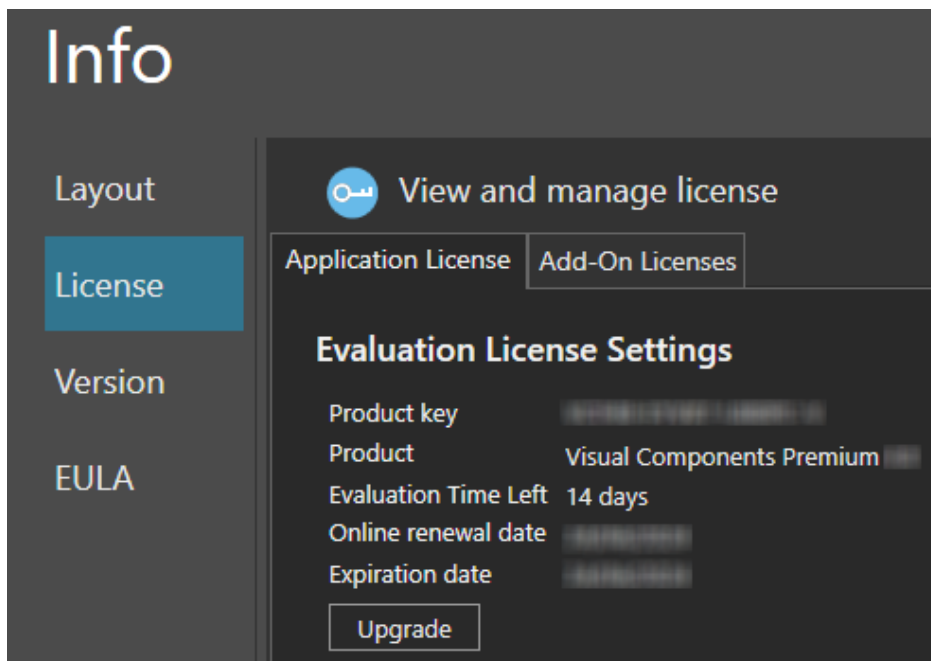 Info
Layout
License
Version
EULA
View and manage license
Application License
Add-On Licenses
Evaluation License Settings
Product key
Product Visual Components Premium
Evaluation Time Left 14 days
Online renewal date
Expiration date
Upgrade